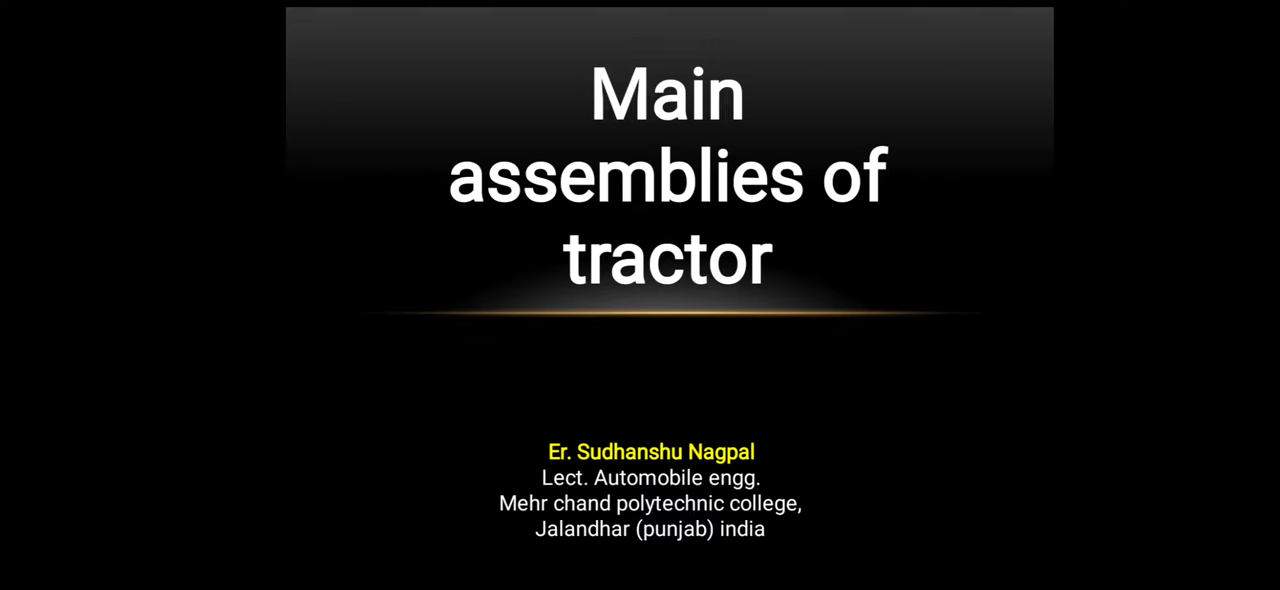 Main
assemblies of
tractor
Er. Sudhanshu Nagpal
Lect. Automobile engg.
Mehr chand polytechnic college,
Jalandhar (punjab) india